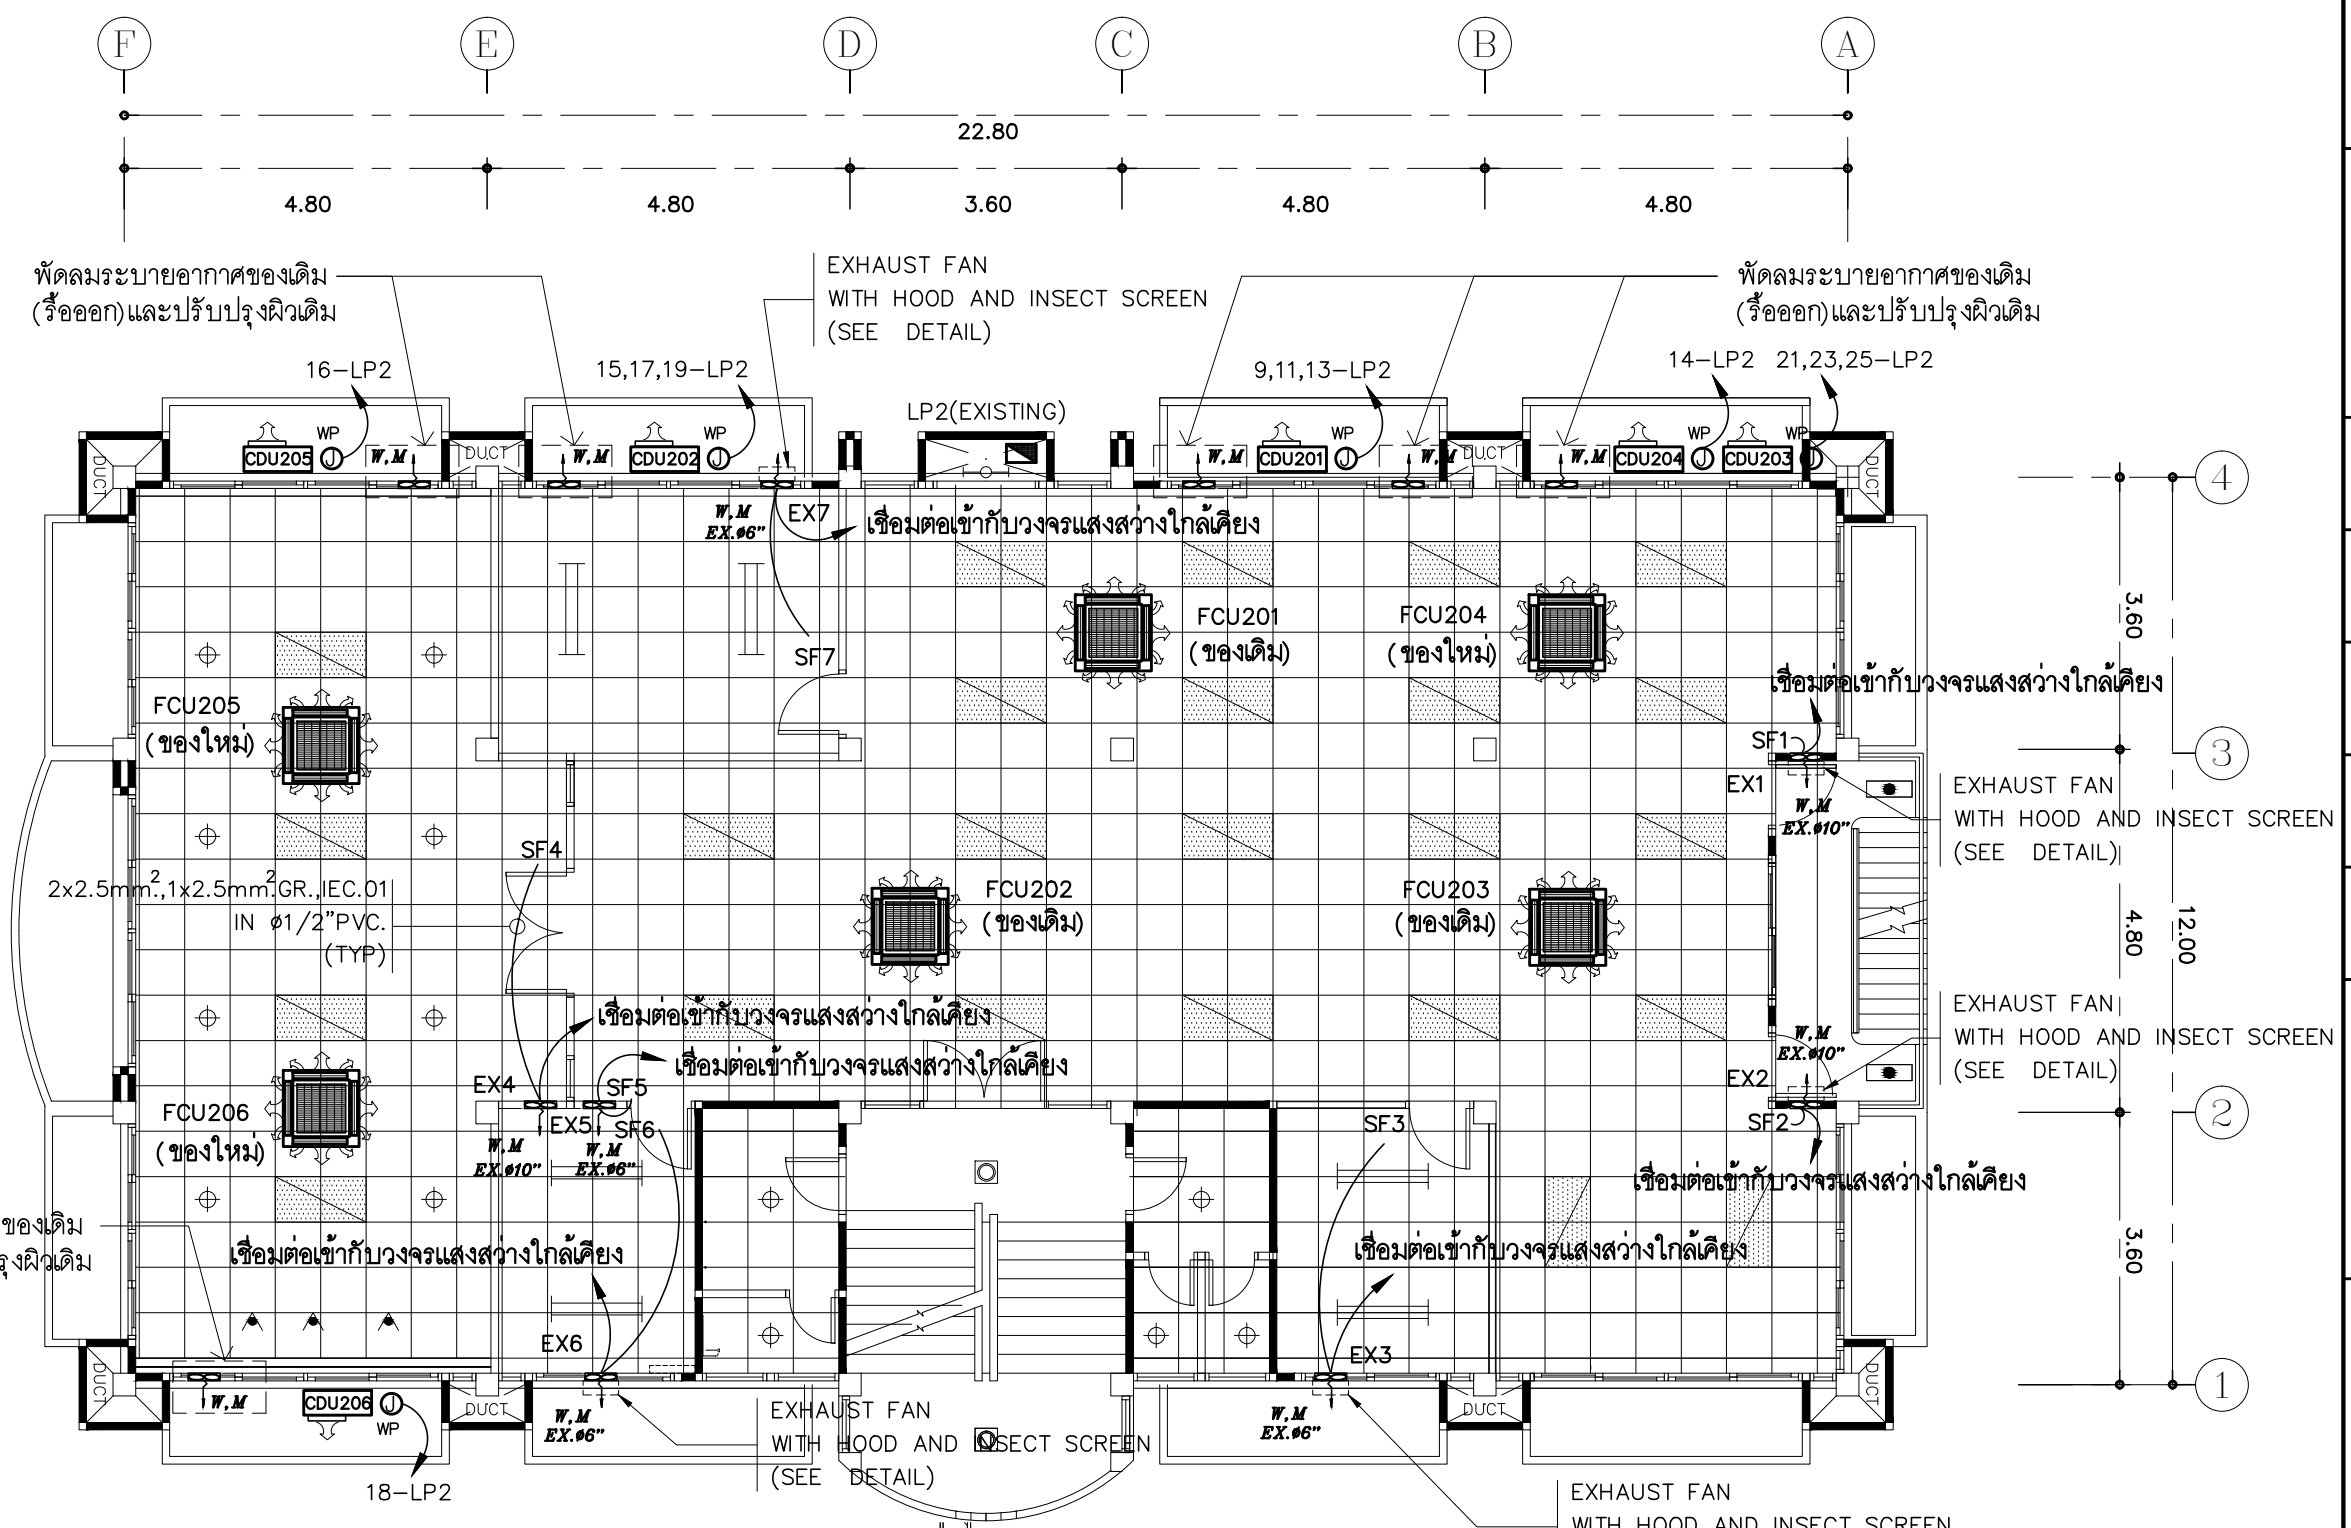 F
E
D
C
B
A
22.80
4.80
4.80
3.60
4.80
4.80
พัดลมระบายอากาศของเดิม
(รื้อออก)และปรับปรุงผิวเดิม
EXHAUST FAN
WITH HOOD AND INSECT SCREEN
(SEE DETAIL)
พัดลมระบายอากาศของเดิม
(รื้อออก)และปรับปรุงผิวเดิม
16-LP2
15,17,19-LP2
LP2(EXISTING)
9,11,13-LP2
14-LP2
21,23,25-LP2
DUCT
CDU205
WP
J
W,M
DUCT
W,M
CDU202
WP
J
W,M
CDU201
WP
J
W,M
DUCT
W,M
CDU204
WP
J
CDU203
WP
J
DUCT
4
W,M
EX.ø6"
EX7
เชื่อมต่อเข้ากับวงจรแสงสว่างใกล้เคียง
3.60
FCU201
(ของเดิม)
FCU204
(ของใหม่)
SF7
เชื่อมต่อเข้ากับวงจรแสงสว่างใกล้เคียง
FCU205
(ของใหม่)
SF1
3
EX1
W,M
EX.ø10"
EXHAUST FAN
WITH HOOD AND INSECT SCREEN
(SEE DETAIL)
SF4
2x2.5mm²,1x2.5mm².GR.,IEC.01
IN ø1/2"PVC.
(TYP)
FCU202
(ของเดิม)
FCU203
(ของเดิม)
4.80
12.00
เชื่อมต่อเข้ากับวงจรแสงสว่างใกล้เคียง
W,M
EX.ø10"
EXHAUST FAN
WITH HOOD AND INSECT SCREEN
(SEE DETAIL)
เชื่อมต่อเข้ากับวงจรแสงสว่างใกล้เคียง
EX4
SF5
EX2
FCU206
(ของใหม่)
EX5
SF6
SF3
SF2
2
W,M
EX.ø10"
W,M
EX.ø6"
เชื่อมต่อเข้ากับวงจรแสงสว่างใกล้เคียง
ของเดิม
รุงผิวเดิม
เชื่อมต่อเข้ากับวงจรแสงสว่างใกล้เคียง
เชื่อมต่อเข้ากับวงจรแสงสว่างใกล้เคียง
3.60
EX6
EX3
DUCT
W,M
CDU206
J
WP
DUCT
W,M
EX.ø6"
W,M
EX.ø6"
DUCT
DUCT
1
EXHAUST FAN
WITH HOOD AND INSECT SCREEN
(SEE DETAIL)
18-LP2
EXHAUST FAN
WITH HOOD AND INSECT SCREEN